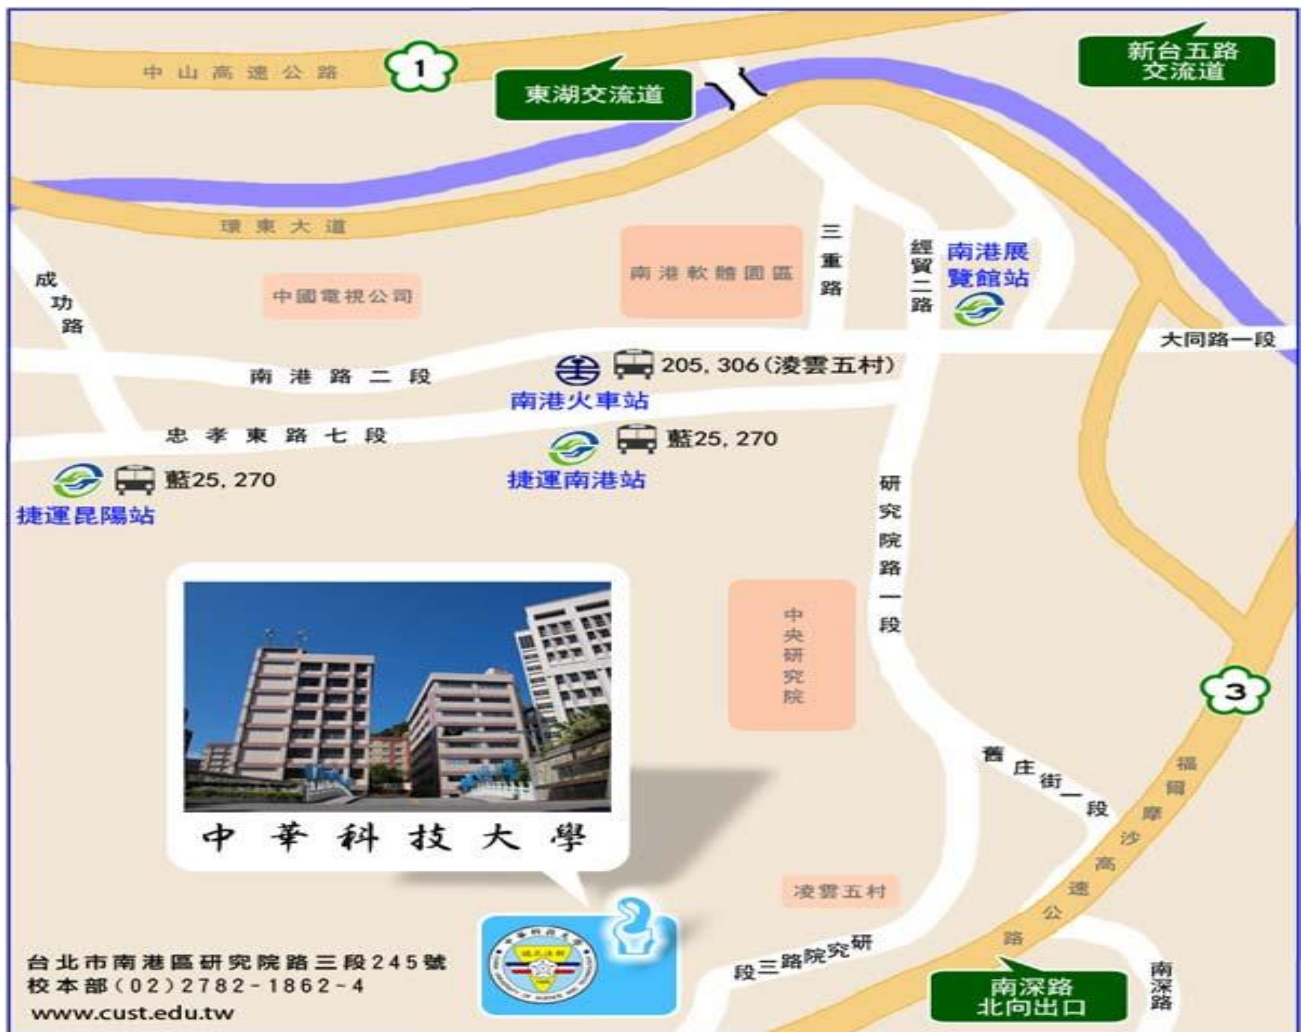 中山高速公路
1
東湖交流道
新台五路
交流道
環東大道
成功路
中國電視公司
南港軟體園區
三重路
經貿二路
南港展
覽館站
大同路一段
南港路二段
205, 306(淩雲五村)
南港火車站
忠孝東路七段
藍25, 270
捷運南港站
藍25, 270
捷運昆陽站
研究院路一段
中央研究院
3
舊庄街一段
福爾摩沙高速公路
中華科技大學
凌雲五村
研究院路三段
中華科技大學
南深路
北向出口
南深路
台北市南港區研究院路三段245號
校本部(02)2782-1862-4
www.cust.edu.tw